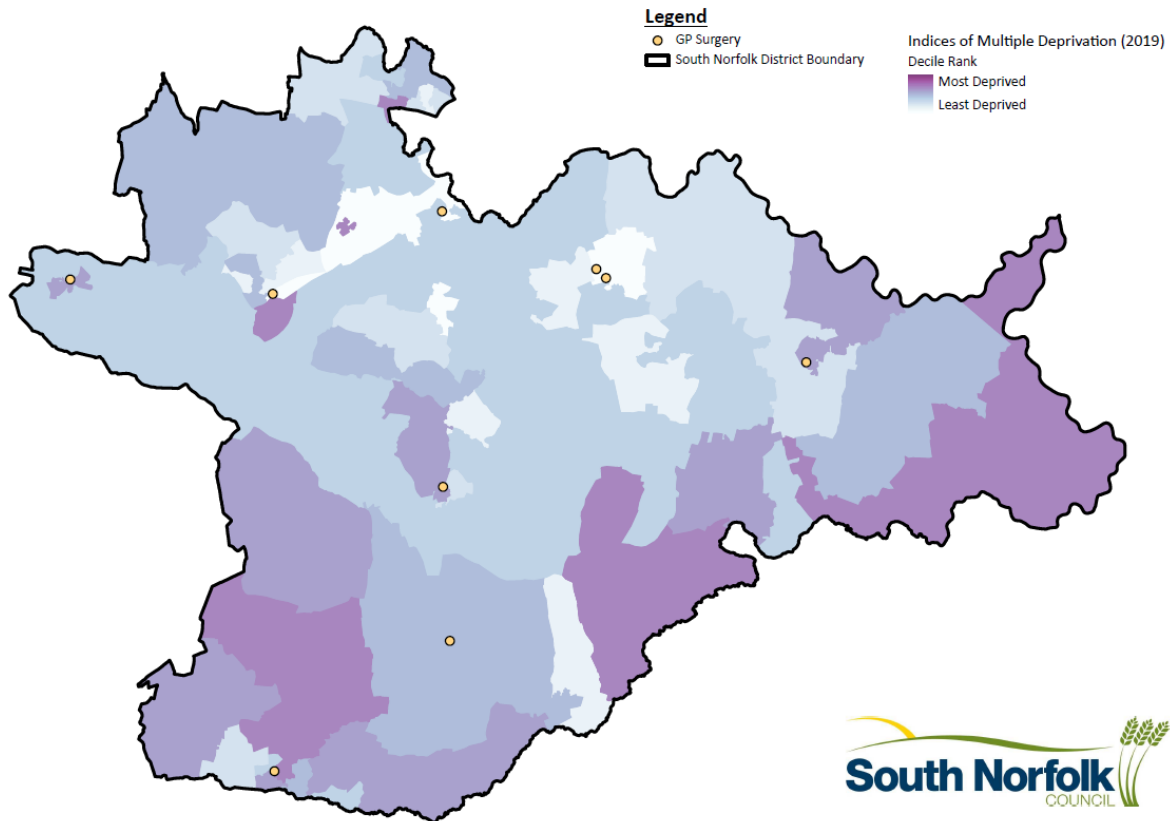 Legend
GP Surgery
South Norfolk District Boundary
Indices of Multiple Deprivation (2019)
Decile Rank
Most Deprived
Least Deprived
South Norfolk
COUNCIL